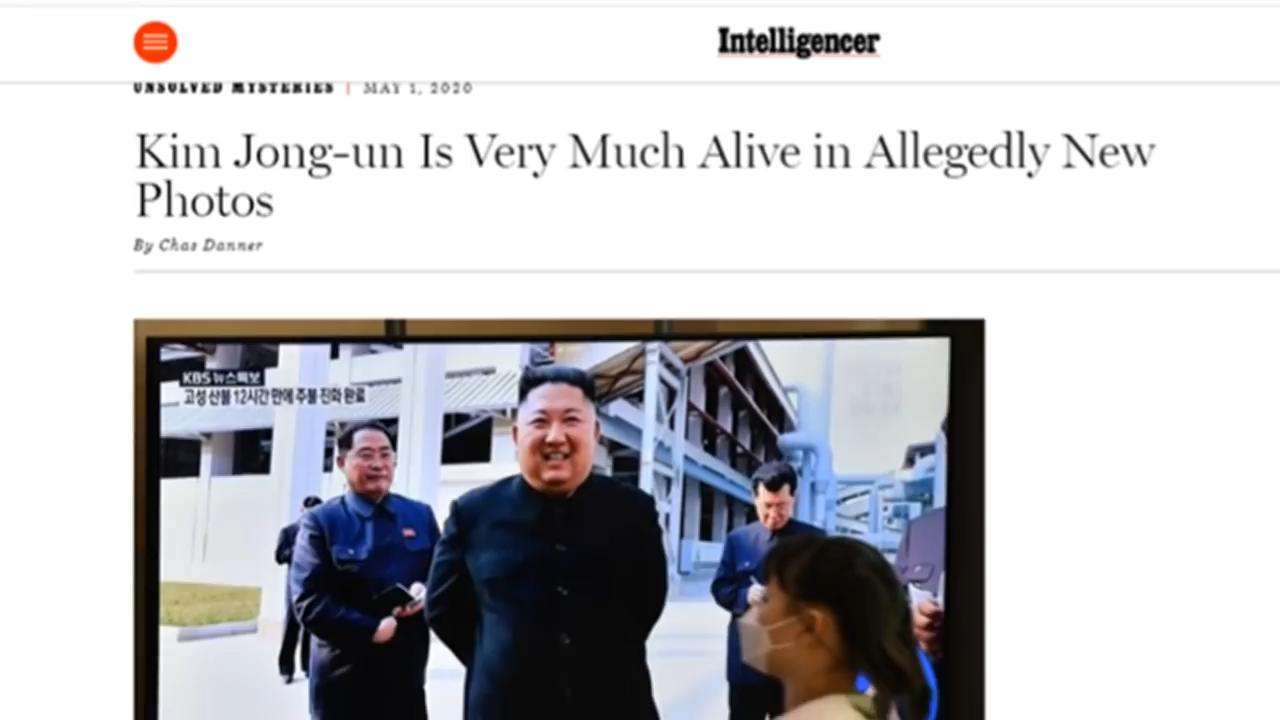 Intelligencer
UNSOLVED MYSTERIES | MAY 1, 2020
Kim Jong-un Is Very Much Alive in Allegedly New
Photos
By Chas Danner
KBS 뉴스특보
고성 산불 12시간 만에 주불 진화 완료